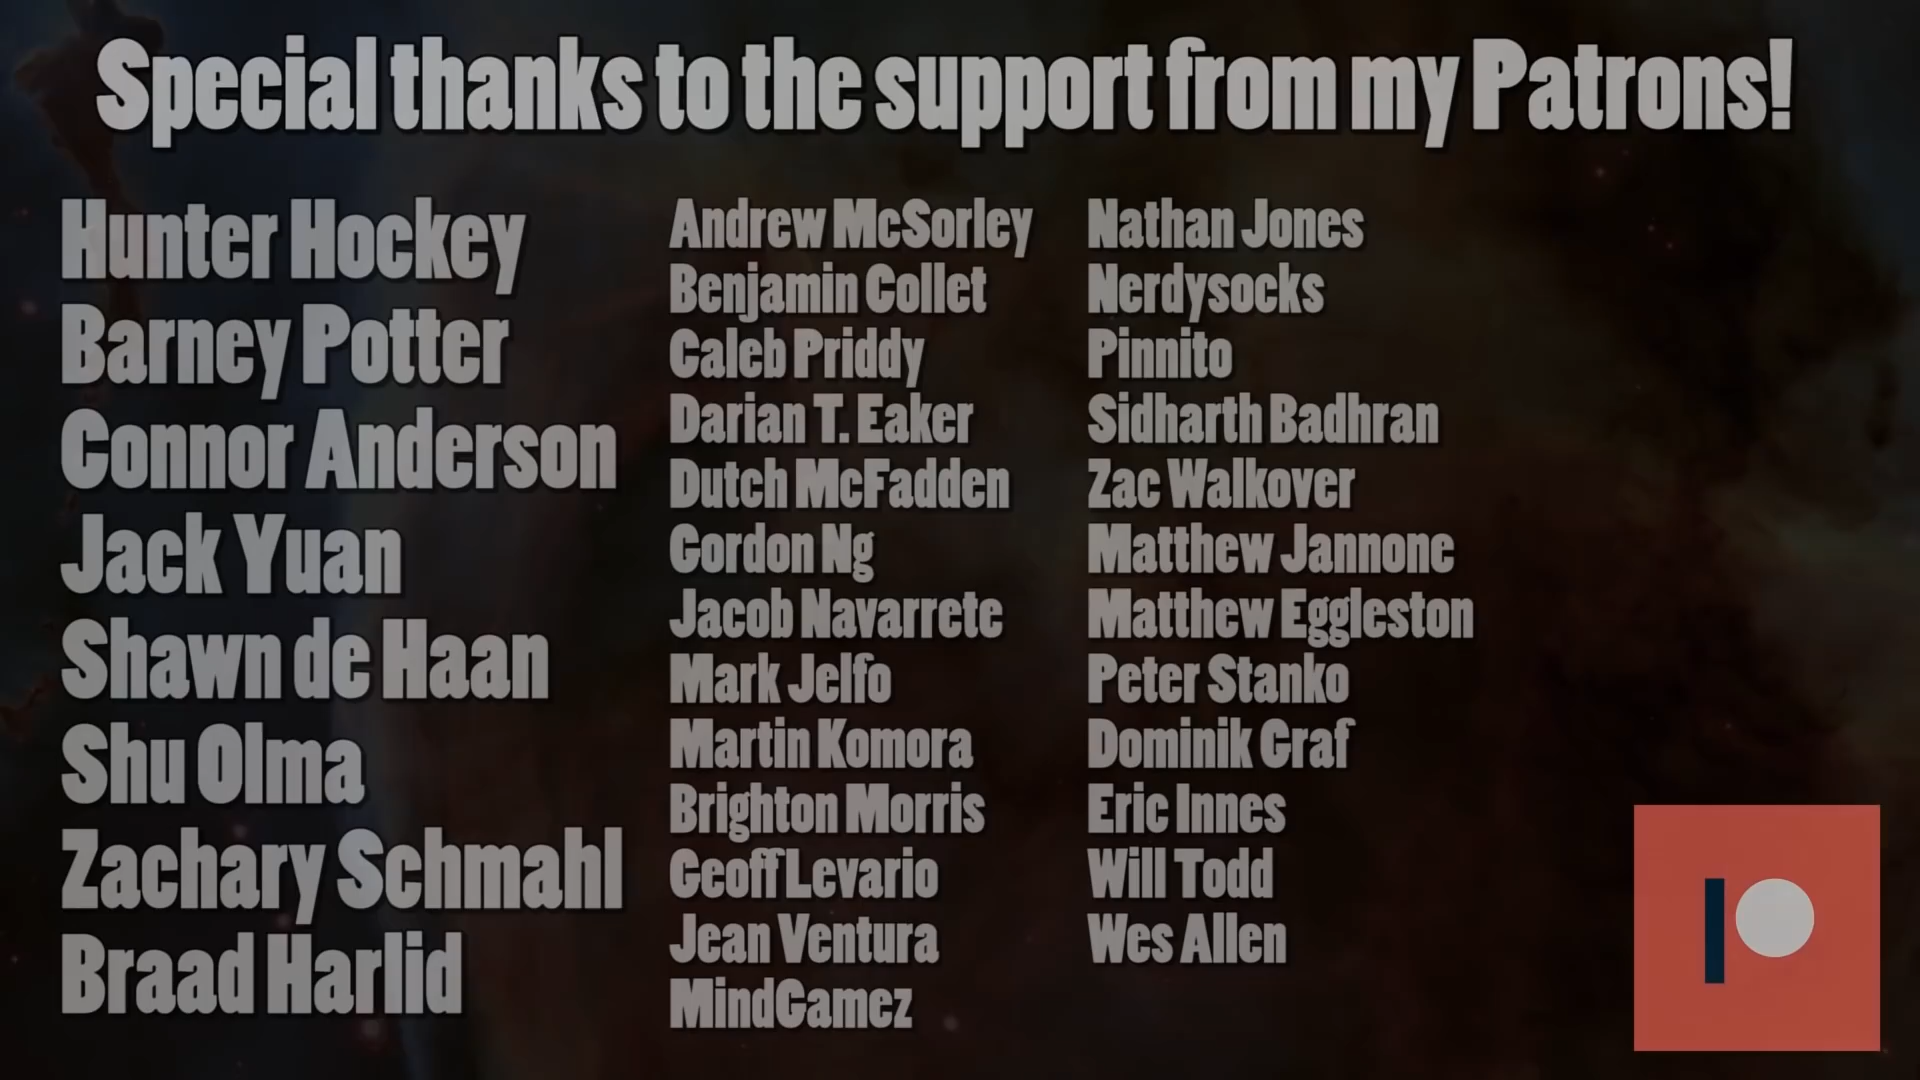 Special thanks to the support from my Patrons!
Hunter Hockey
Barney Potter
Connor Anderson
Jack Yuan
Shawn de Haan
Shu Olma
Zachary Schmahl
Braad Harlid
Andrew McSorley
Benjamin Collet
Caleb Priddy
Darian T. Eaker
Dutch McFadden
Gordon Ng
Jacob Navarrete
Mark Jelfo
Martin Komora
Brighton Morris
Geoff Levario
Jean Ventura
MindGamez
Nathan Jones
Nerdysocks
Pinnito
Sidharth Badhran
Zac Walkover
Matthew Jannone
Matthew Eggleston
Peter Stanko
Dominik Graf
Eric Innes
Will Todd
Wes Allen